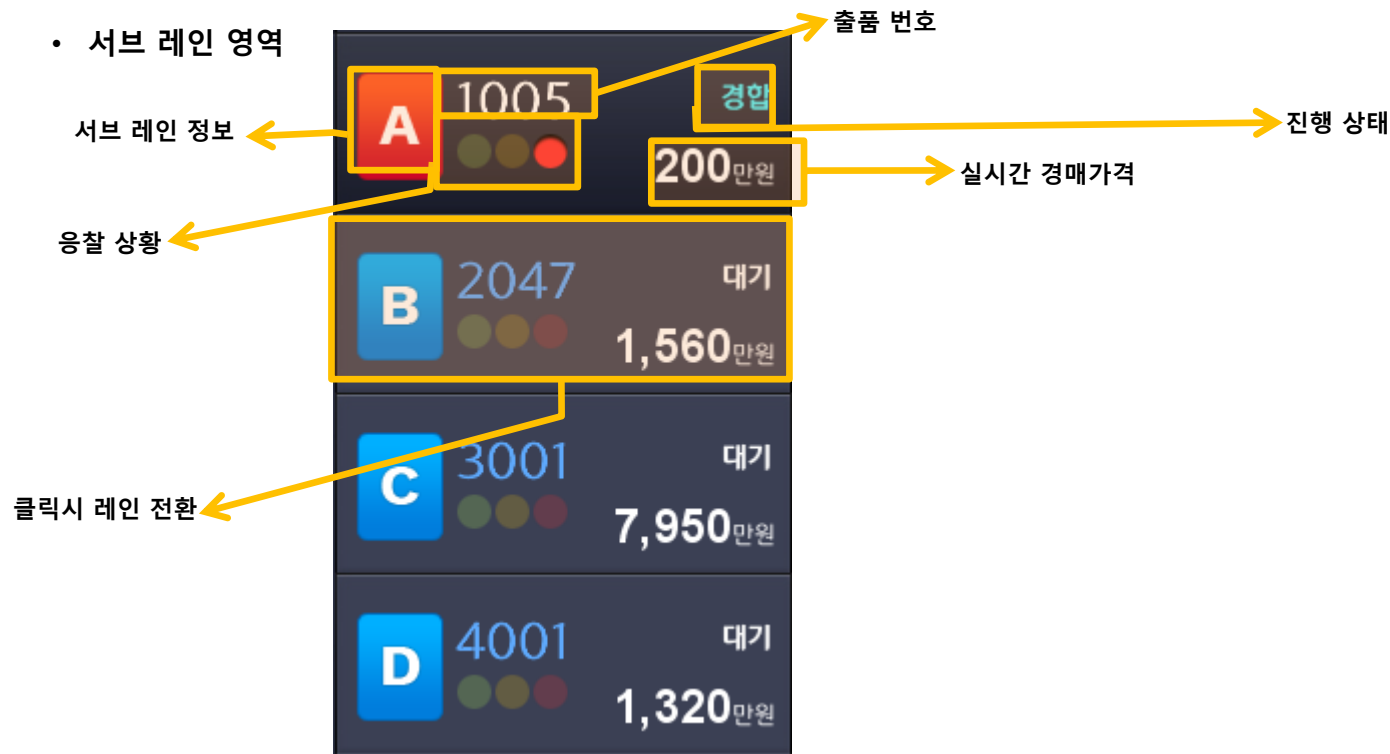 • 서브 레인 영역
출품 번호
A
1005
경합
서브 레인 정보
진행 상태
200만원
실시간 경매가격
응찰 상황
B
2047
대기
1,560만원
C
3001
대기
클릭시 레인 전환
7,950만원
D
4001
대기
1,320만원